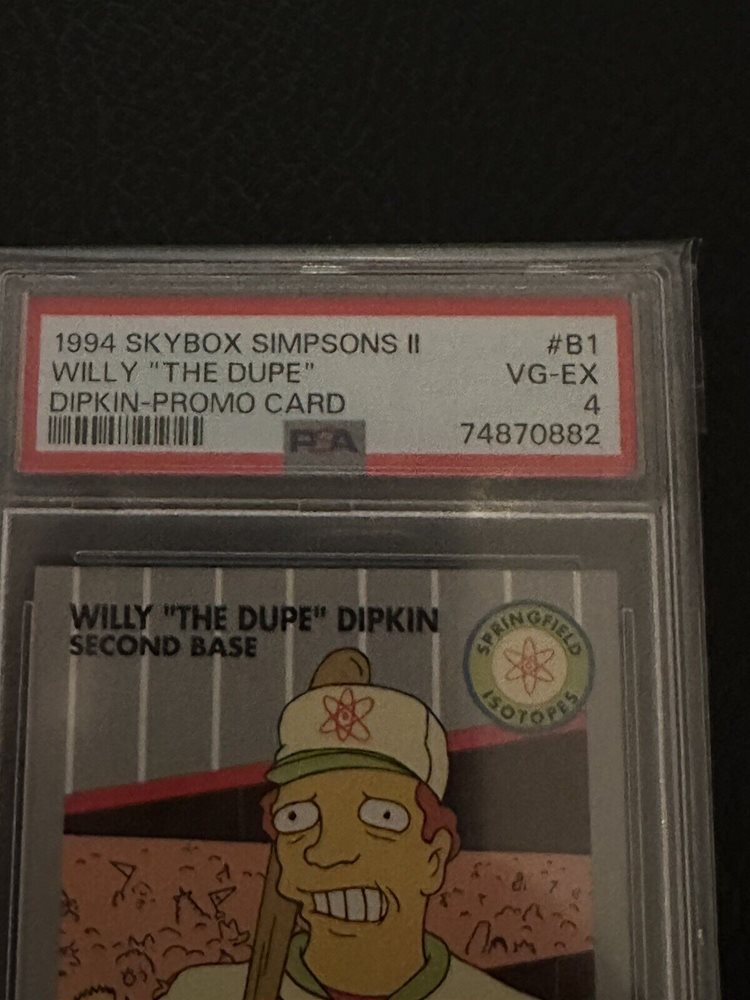 1994 SKYBOX SIMPSONS II #B1
WILLY "THE DUPE" VG-EX
DIPKIN-PROMO CARD 4
PSA 74870882
WILLY "THE DUPE" DIPKIN
SECOND BASE
SPRINGFIELD
ISOTOPES